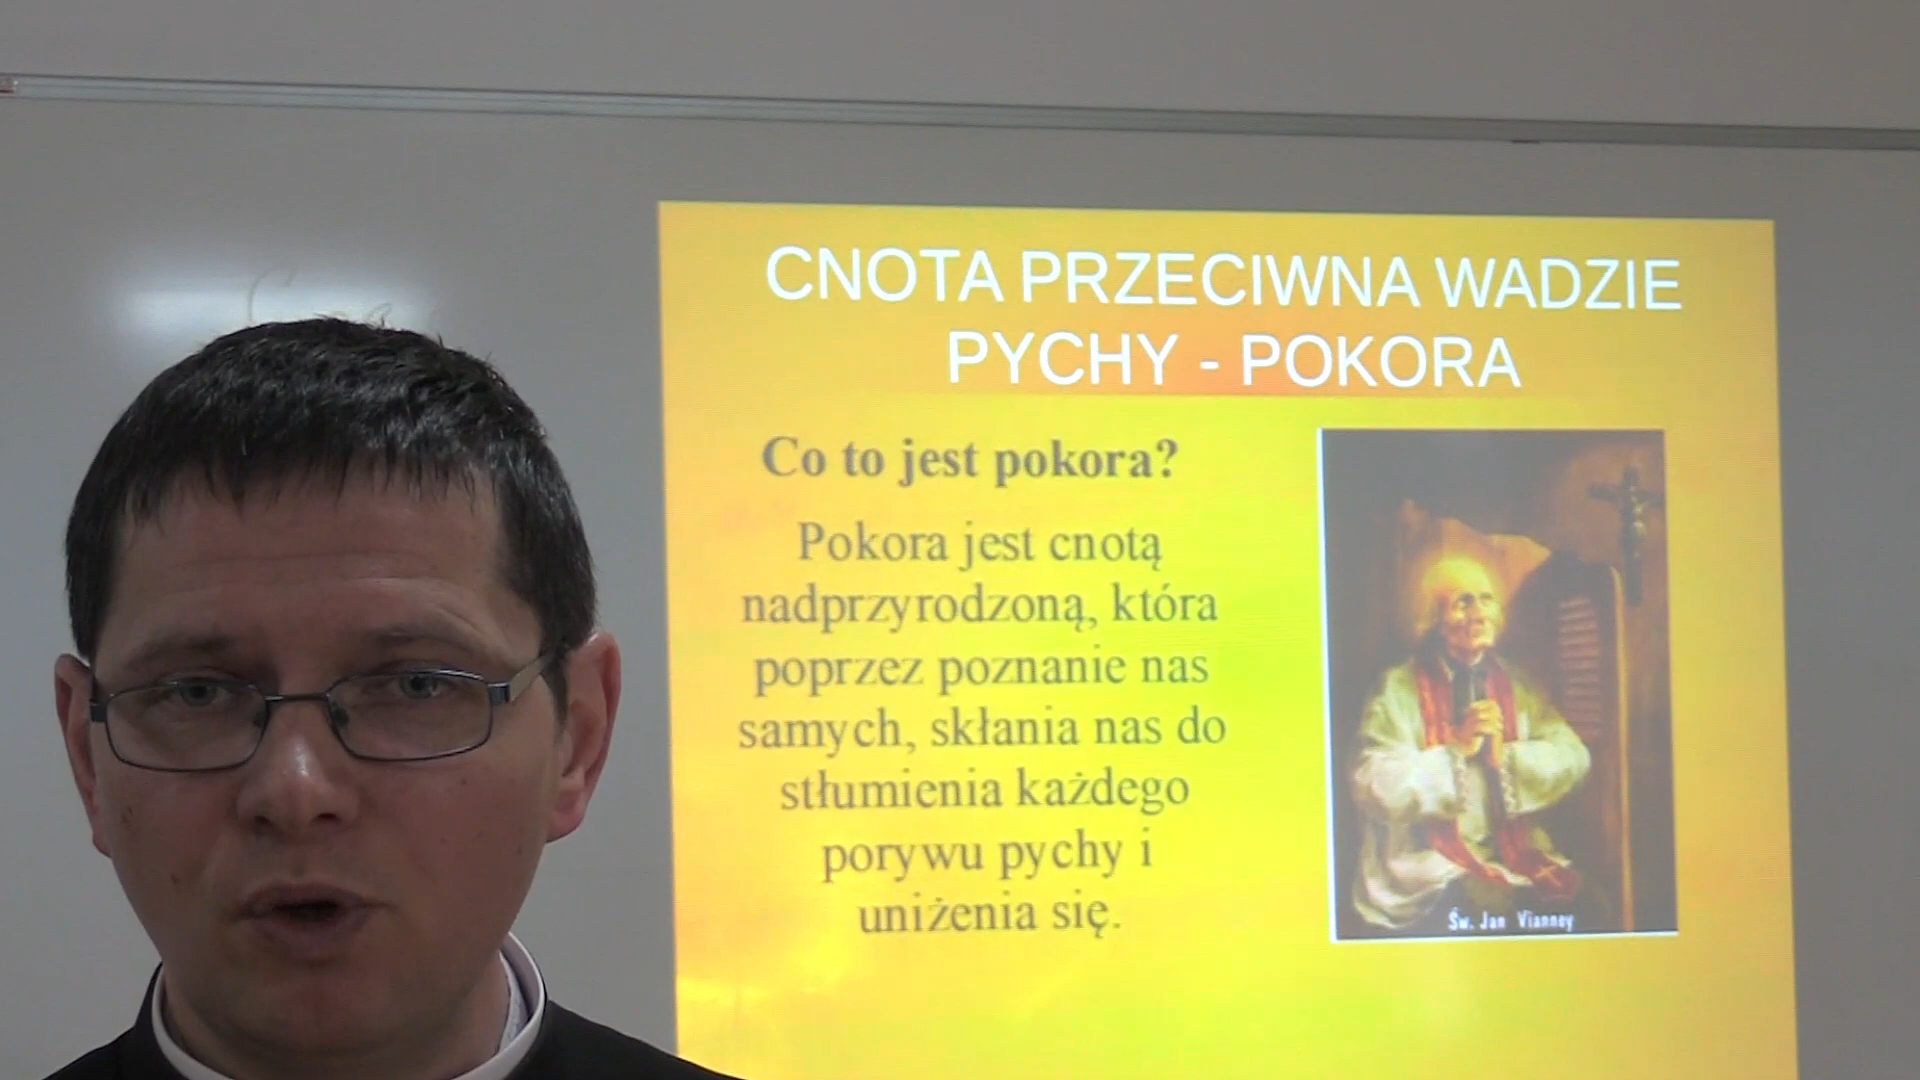 CNOTA PRZECIWNA WADZIE
PYCHY - POKORA
Co to jest pokora?
Pokora jest cnotą
nadprzyrodzoną, która
poprzez poznanie nas
samych, skłania nas do
stłumienia każdego
porywu pychy i
uniżenia się.
Św. Jan Vianney